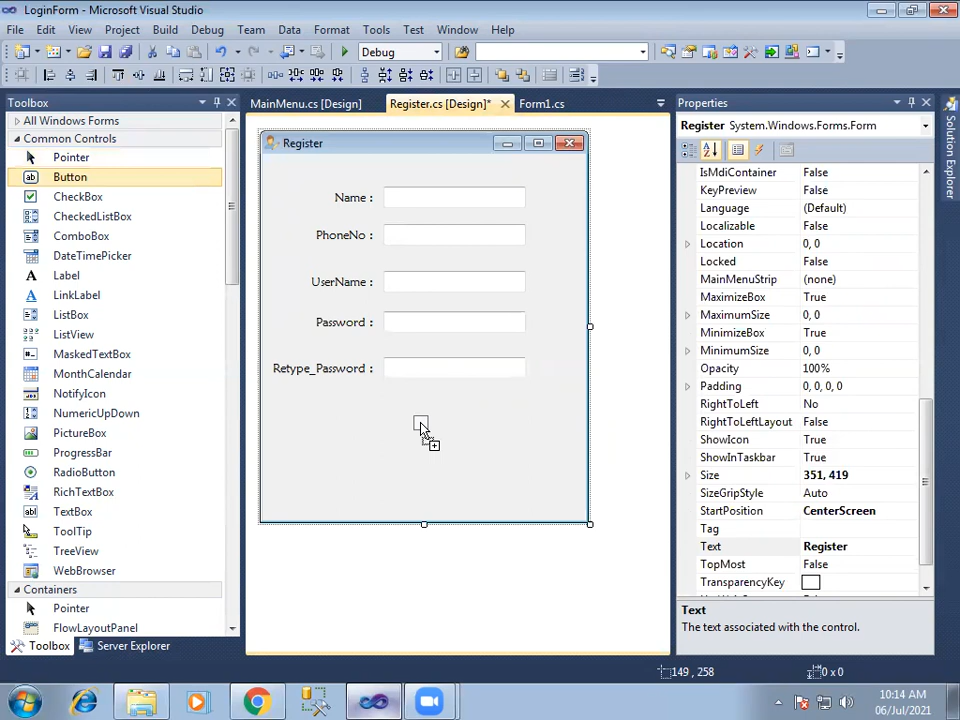 LoginForm - Microsoft Visual Studio
File Edit View Project Build Debug Team Data Format Tools Test Window Help
Debug
Toolbox
MainMenu.cs [Design] Register.cs [Design]* Form1.cs
Properties
All Windows Forms
Common Controls
Pointer
Button
CheckBox
CheckedListBox
ComboBox
DateTimePicker
Label
LinkLabel
ListBox
ListView
MaskedTextBox
MonthCalendar
NotifyIcon
NumericUpDown
PictureBox
ProgressBar
RadioButton
RichTextBox
TextBox
ToolTip
TreeView
WebBrowser
Containers
Pointer
FlowLayoutPanel
Toolbox Server Explorer
Register
Name :
PhoneNo :
UserName :
Password :
Retype_Password :
Register System.Windows.Forms.Form
IsMdiContainer False
KeyPreview False
Language (Default)
Localizable False
Location 0, 0
Locked False
MainMenuStrip (none)
MaximizeBox True
MaximumSize 0, 0
MinimizeBox True
MinimumSize 0, 0
Opacity 100%
Padding 0, 0, 0, 0
RightToLeft No
RightToLeftLayout False
ShowIcon True
ShowInTaskbar True
Size 351, 419
SizeGripStyle Auto
StartPosition CenterScreen
Tag
Text Register
TopMost False
TransparencyKey
Text
The text associated with the control.
Solution Explorer
149 , 258 0 x 0
10:14 AM
06/Jul/2021